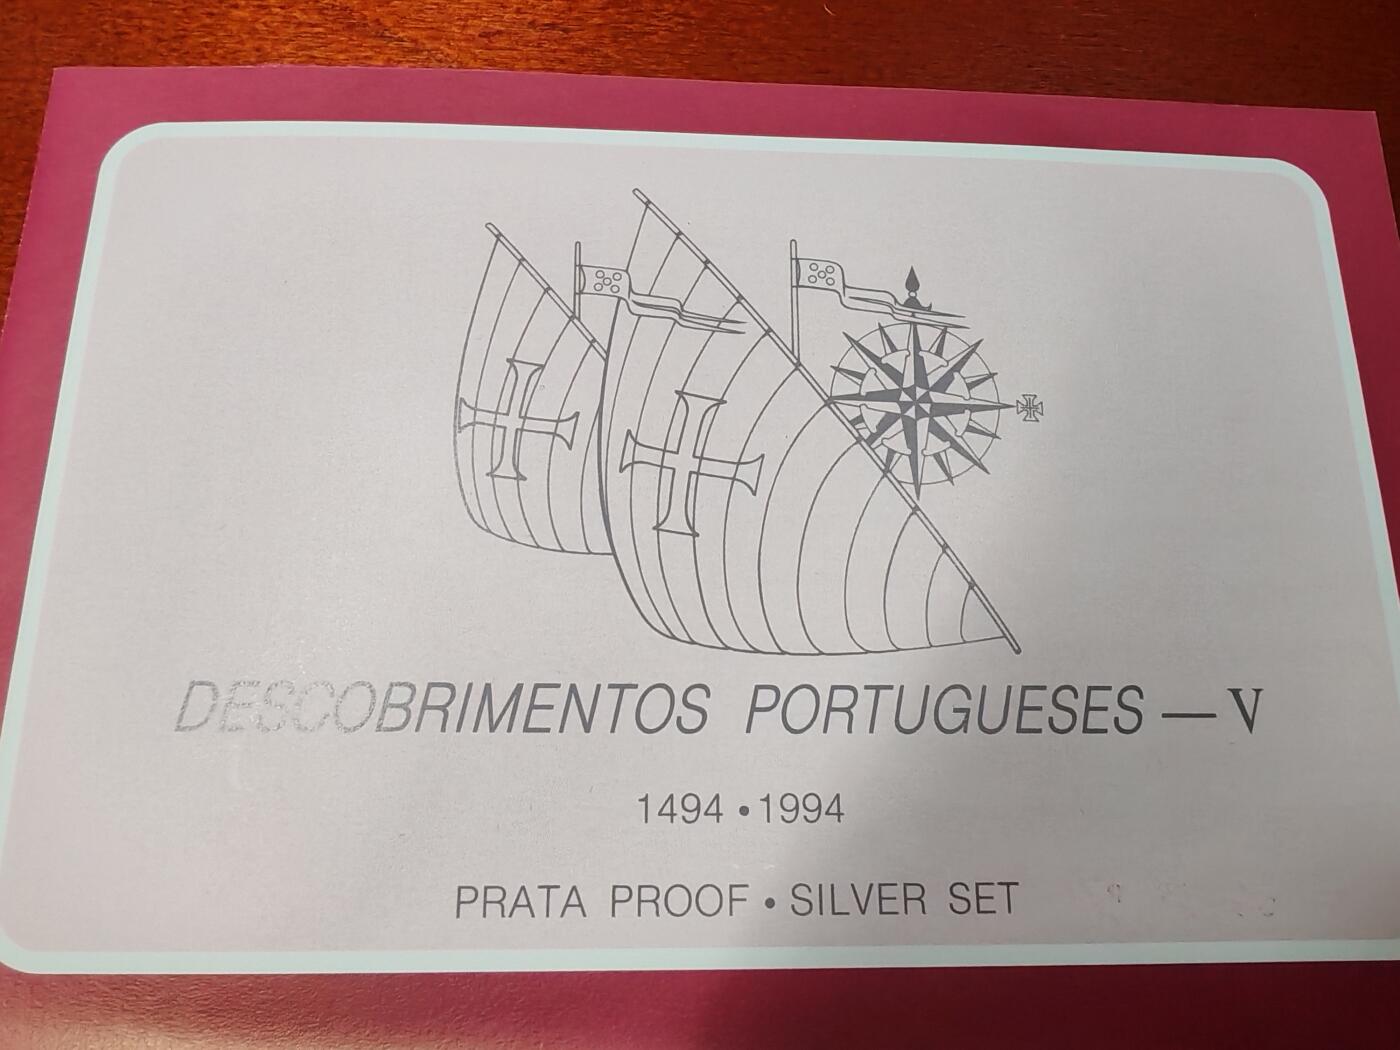 DESCOBRIMENTOS PORTUGUESES — V
1494 • 1994
PRATA PROOF • SILVER SET